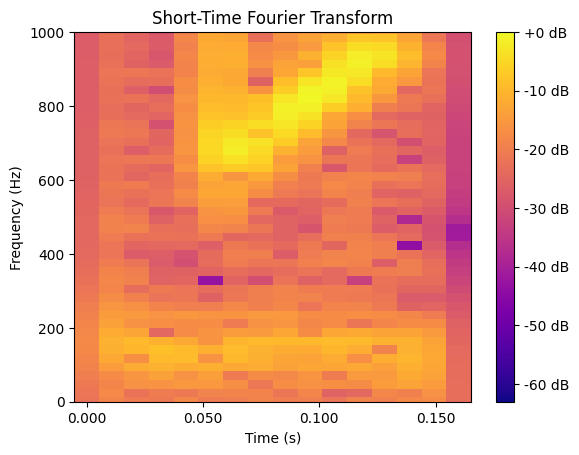 Short-Time Fourier Transform
1000
800
600
400
200
0
Frequency (Hz)
0.000
0.050
0.100
0.150
Time (s)
+0 dB
-10 dB
-20 dB
-30 dB
-40 dB
-50 dB
-60 dB